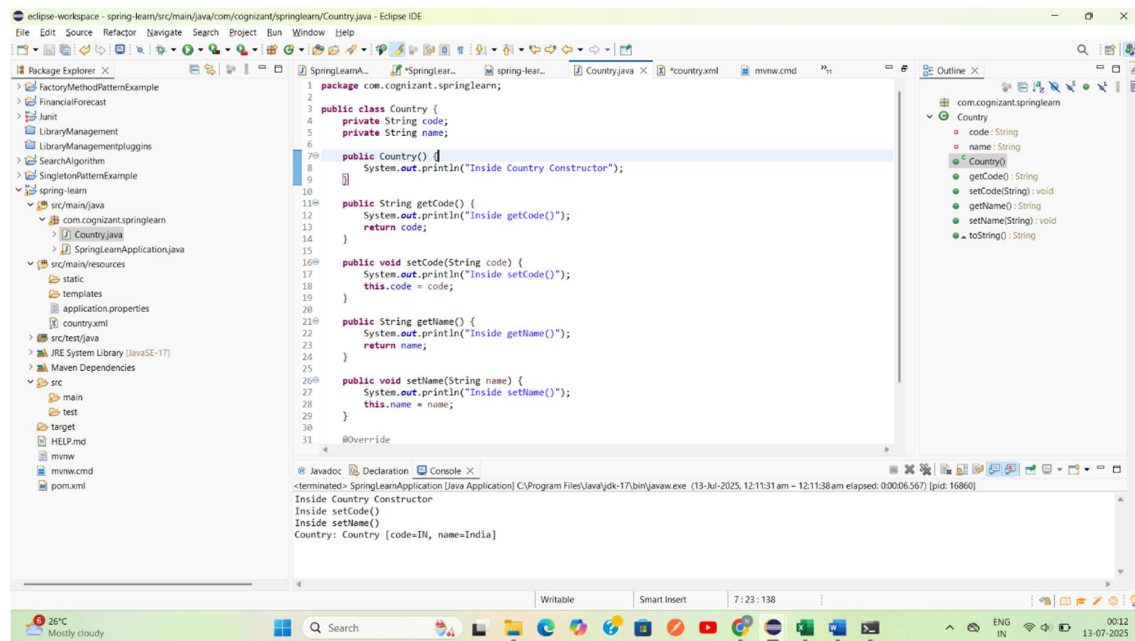 eclipse-workspace - spring-learn/src/main/java/com/cognizant/springlearn/Country.java - Eclipse IDE
File Edit Source Refactor Navigate Search Project Run Window Help
Package Explorer
FactoryMethodPatternExample
FinancialForecast
Junit
LibraryManagement
LibraryManagementpluggins
SearchAlgorithm
SingletonPatternExample
spring-learn
src/main/java
com.cognizant.springlearn
Country.java
SpringLearnApplication.java
src/main/resources
static
templates
application.properties
country.xml
src/test/java
JRE System Library [JavaSE-17]
Maven Dependencies
src
main
test
target
HELP.md
mvnw
mvnw.cmd
pom.xml
SpringLearnA... *SpringLear... spring-lear... Country.java *country.xml mvnw.cmd »11
1 package com.cognizant.springlearn;
2
3 public class Country {
4 private String code;
5 private String name;
6
7 public Country() {
8 System.out.println("Inside Country Constructor");
9 }
10
11 public String getCode() {
12 System.out.println("Inside getCode()");
13 return code;
14 }
15
16 public void setCode(String code) {
17 System.out.println("Inside setCode()");
18 this.code = code;
19 }
20
21 public String getName() {
22 System.out.println("Inside getName()");
23 return name;
24 }
25
26 public void setName(String name) {
27 System.out.println("Inside setName()");
28 this.name = name;
29 }
30
31 @Override
Outline
com.cognizant.springlearn
Country
code : String
name : String
Country()
getCode() : String
setCode(String) : void
getName() : String
setName(String) : void
toString() : String
Javadoc Declaration Console
<terminated> SpringLearnApplication [Java Application] C:\Program Files\Java\jdk-17\bin\javaw.exe (13-Jul-2025, 12:11:31 am – 12:11:38 am elapsed: 0:00:06.567) [pid: 16860]
Inside Country Constructor
Inside setCode()
Inside setName()
Country: Country [code=IN, name=India]
Writable Smart Insert 7 : 23 : 138
6 26°C
Mostly cloudy
Search
ENG
IN
00:12
13-07-2025